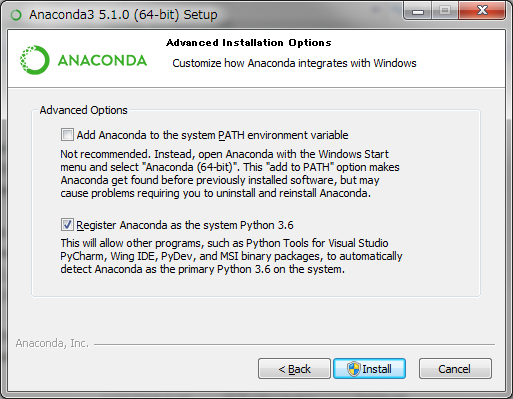 Anaconda3 5.1.0 (64-bit) Setup
ANACONDA
Advanced Installation Options
Customize how Anaconda integrates with Windows
Advanced Options
Add Anaconda to the system PATH environment variable
Not recommended. Instead, open Anaconda with the Windows Start
menu and select "Anaconda (64-bit)". This "add to PATH" option makes
Anaconda get found before previously installed software, but may
cause problems requiring you to uninstall and reinstall Anaconda.
Register Anaconda as the system Python 3.6
This will allow other programs, such as Python Tools for Visual Studio
PyCharm, Wing IDE, PyDev, and MSI binary packages, to automatically
detect Anaconda as the primary Python 3.6 on the system.
Anaconda, Inc.
< Back
Install
Cancel